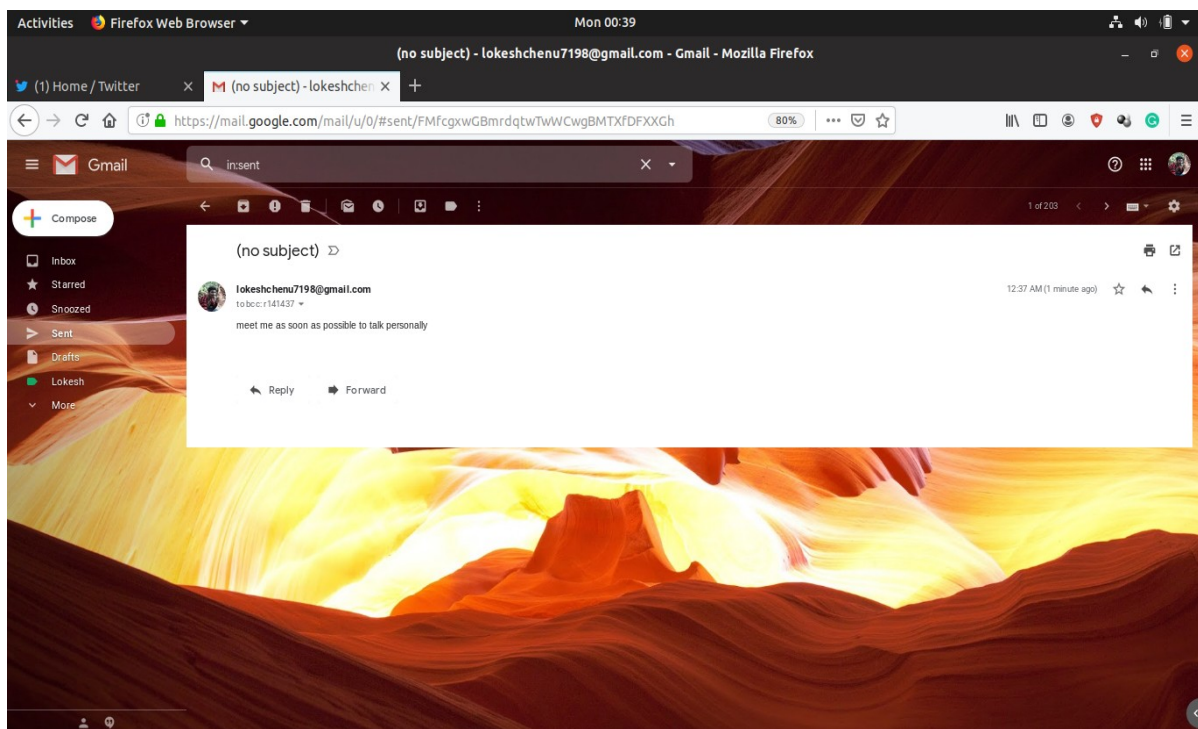 Activities Firefox Web Browser Mon 00:39
(no subject) - lokeshchenu7198@gmail.com - Gmail - Mozilla Firefox
(1) Home / Twitter (no subject) - lokeshchen
https://mail.google.com/mail/u/0/#sent/FMfcgxwGBmrdqtwTwWCwgBMTXfDFXXGh 80%
Gmail in:sent
Compose 1 of 203
(no subject)
Inbox
Starred
Snoozed
Sent
Drafts
Lokesh
More
lokeshchenu7198@gmail.com 12:37 AM (1 minute ago)
to bcc: r141437
meet me as soon as possible to talk personally
Reply Forward